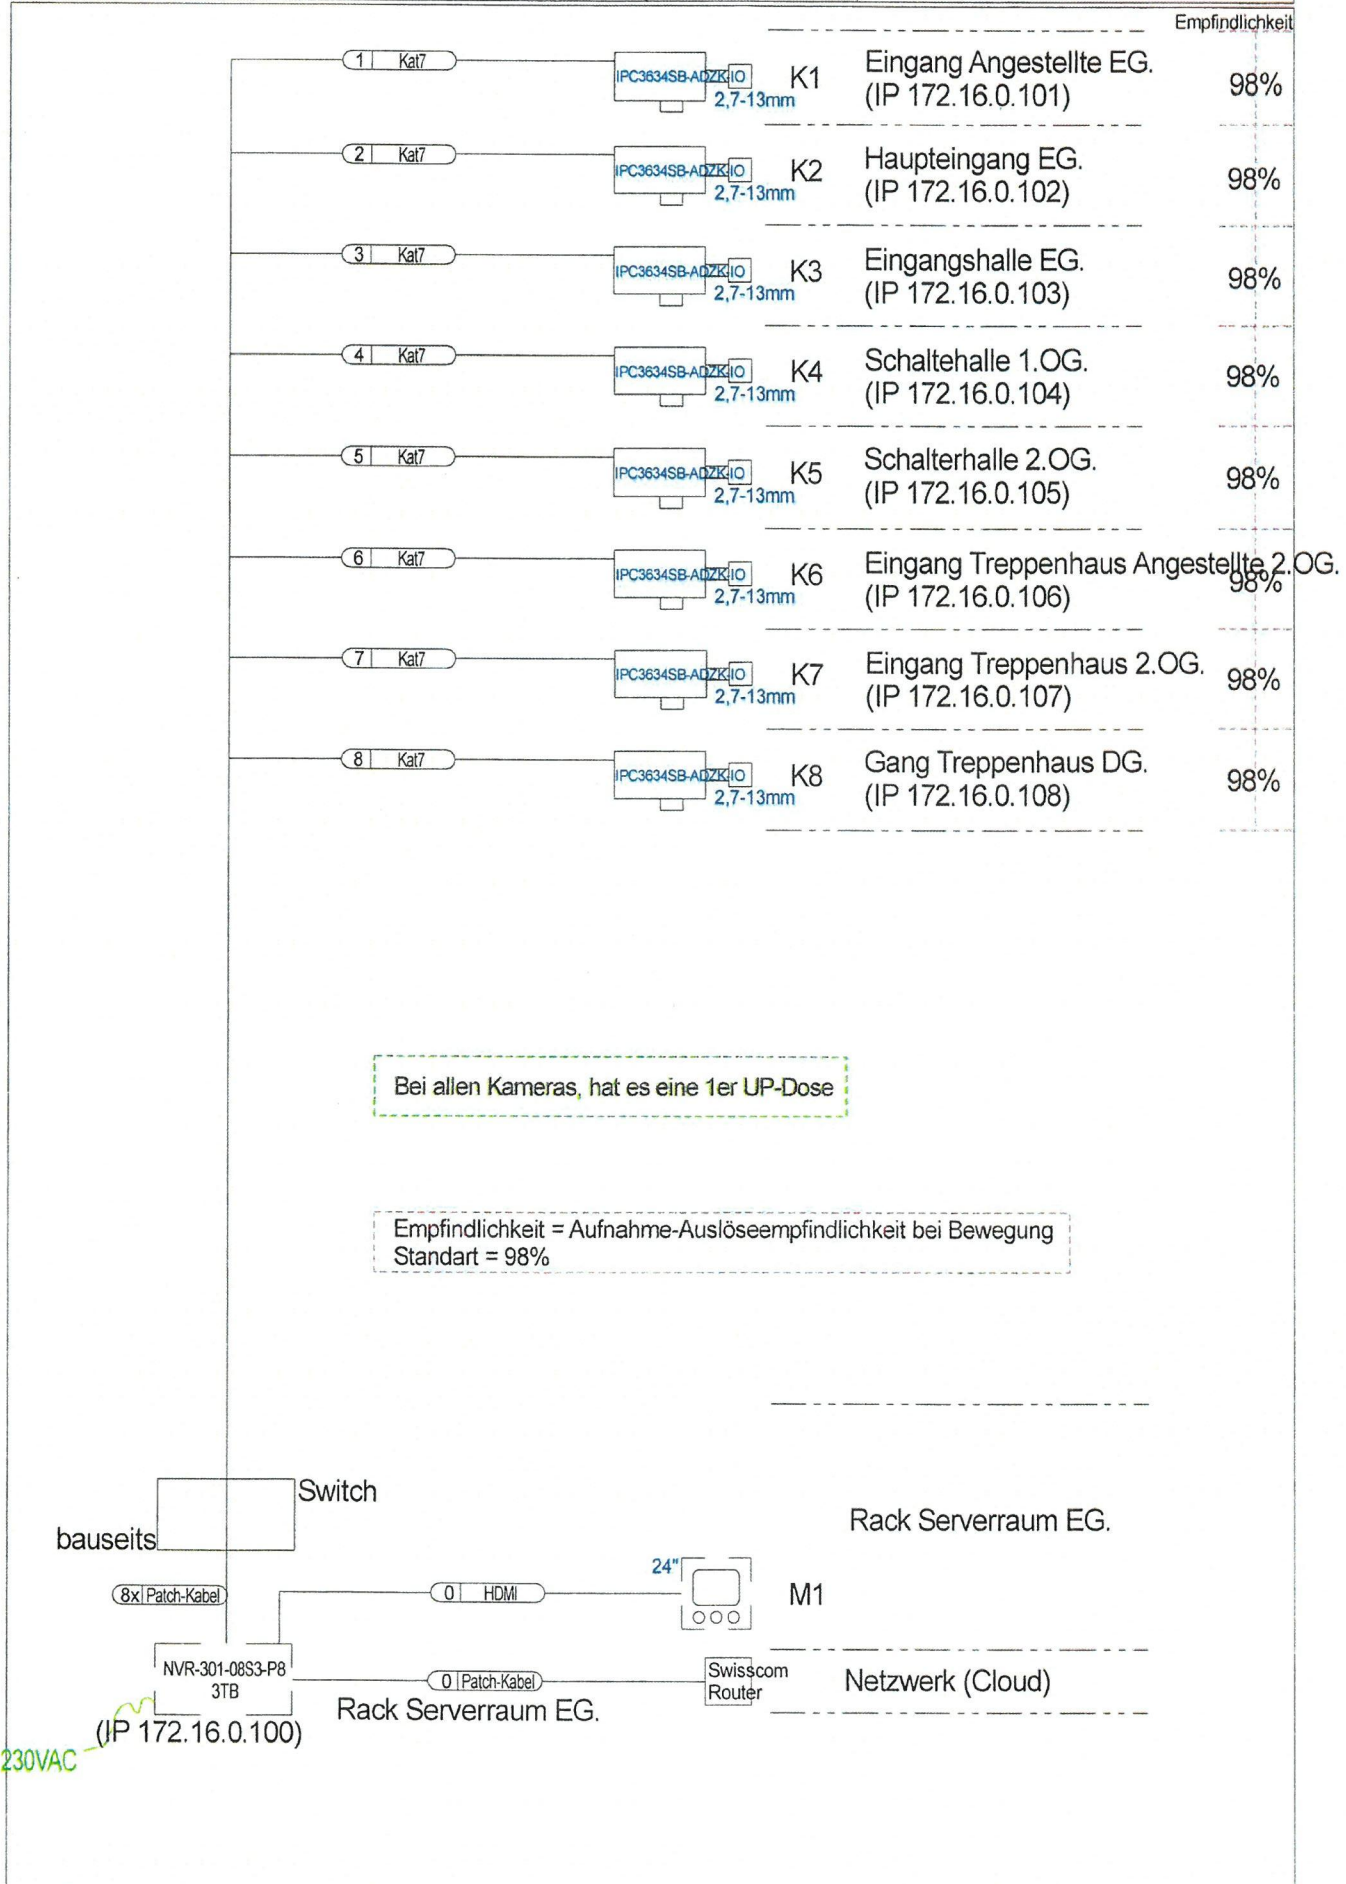 Empfindlichkeit
1 Kat7
IPC3634SB-ADZK-IO
2,7-13mm
K1
Eingang Angestellte EG.
(IP 172.16.0.101)
98%
2 Kat7
IPC3634SB-ADZK-IO
2,7-13mm
K2
Haupteingang EG.
(IP 172.16.0.102)
98%
3 Kat7
IPC3634SB-ADZK-IO
2,7-13mm
K3
Eingangshalle EG.
(IP 172.16.0.103)
98%
4 Kat7
IPC3634SB-ADZK-IO
2,7-13mm
K4
Schaltehalle 1.OG.
(IP 172.16.0.104)
98%
5 Kat7
IPC3634SB-ADZK-IO
2,7-13mm
K5
Schalterhalle 2.OG.
(IP 172.16.0.105)
98%
6 Kat7
IPC3634SB-ADZK-IO
2,7-13mm
K6
Eingang Treppenhaus Angestellte 2.OG.
(IP 172.16.0.106)
98%
7 Kat7
IPC3634SB-ADZK-IO
2,7-13mm
K7
Eingang Treppenhaus 2.OG.
(IP 172.16.0.107)
98%
8 Kat7
IPC3634SB-ADZK-IO
2,7-13mm
K8
Gang Treppenhaus DG.
(IP 172.16.0.108)
98%
Bei allen Kameras, hat es eine 1er UP-Dose
Empfindlichkeit = Aufnahme-Auslöseempfindlichkeit bei Bewegung
Standart = 98%
Switch
bauseits
Rack Serverraum EG.
8x Patch-Kabel
0 HDMI
24"
M1
NVR-301-08S3-P8
3TB
0 Patch-Kabel
Swisscom
Router
Netzwerk (Cloud)
Rack Serverraum EG.
(IP 172.16.0.100)
230VAC